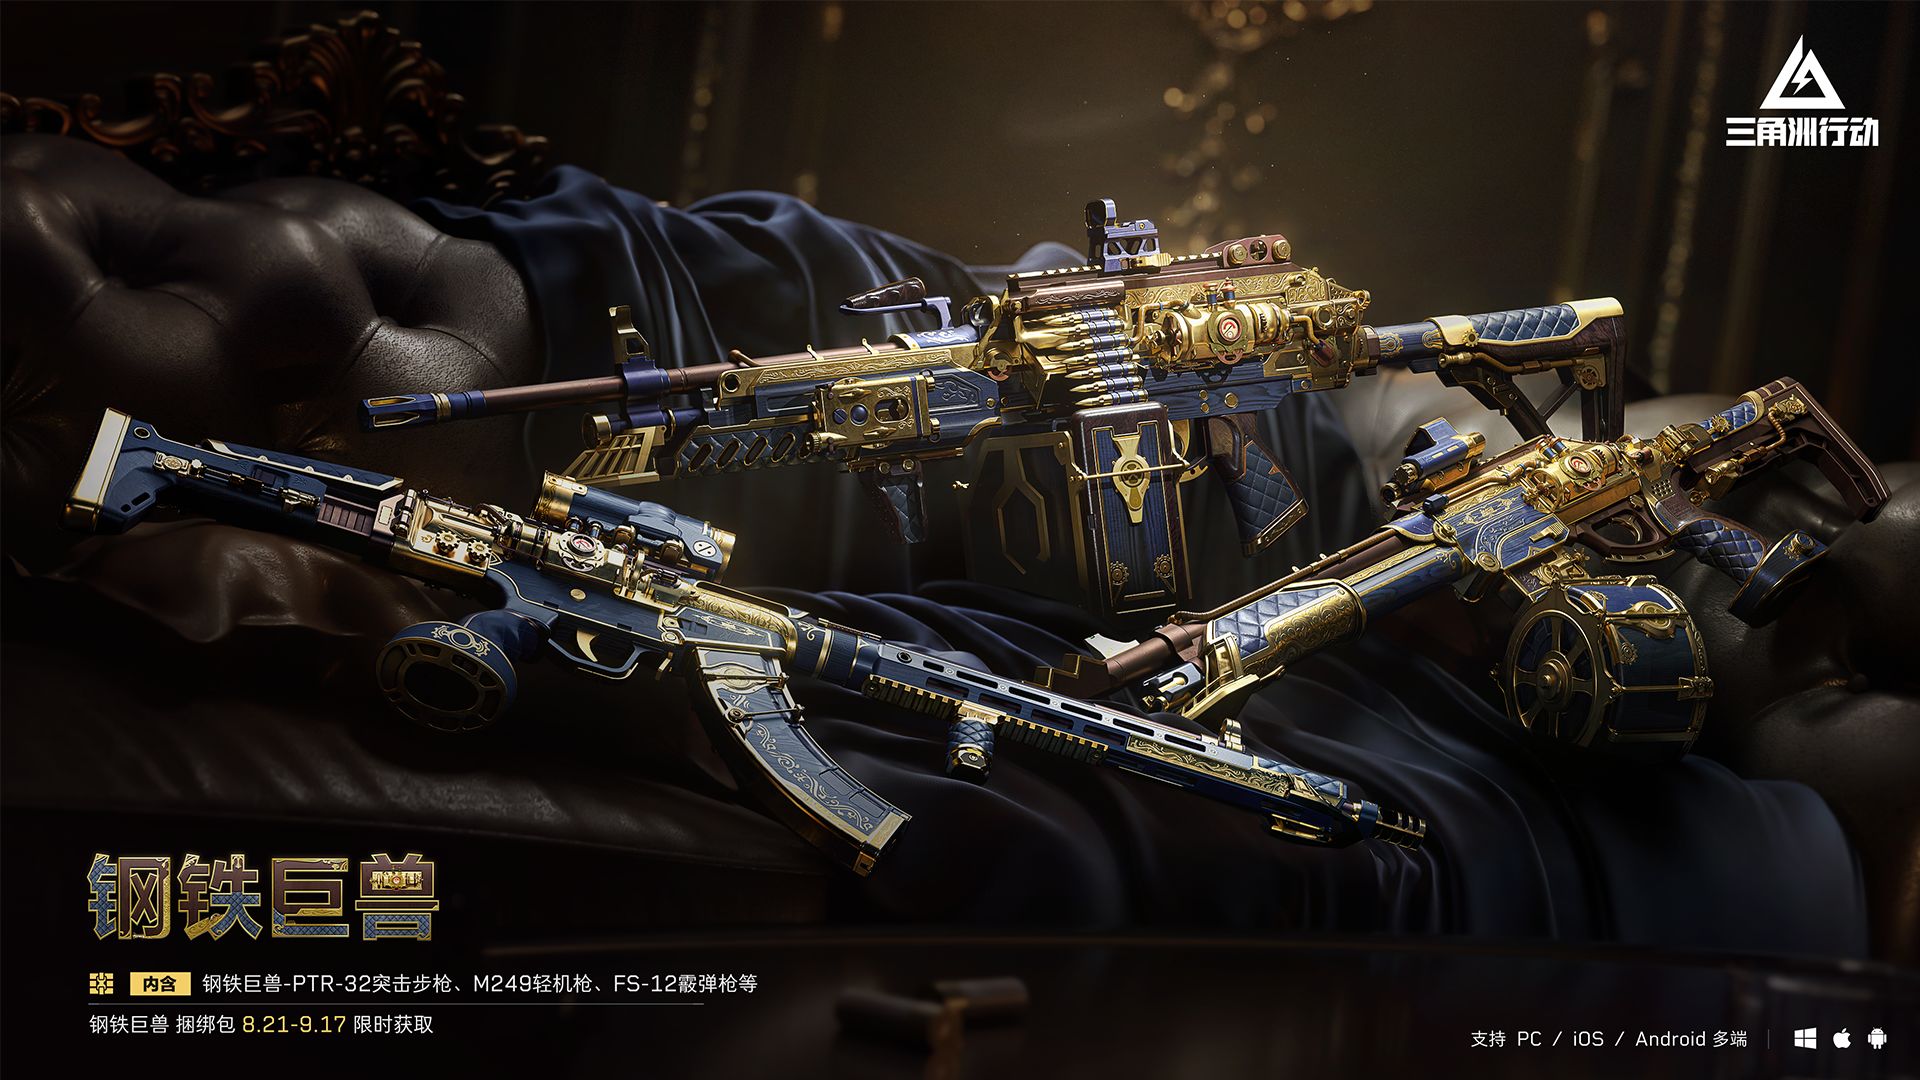 三角洲行动
钢铁巨兽
内含 钢铁巨兽-PTR-32突击步枪、M249轻机枪、FS-12霰弹枪等
钢铁巨兽 捆绑包 8.21-9.17 限时获取
支持 PC / iOS / Android 多端